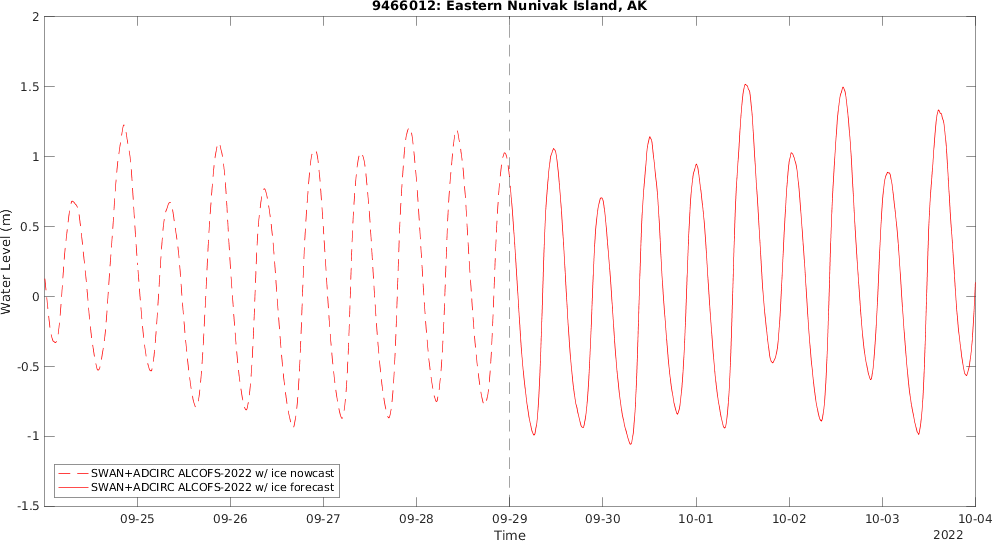 9466012: Eastern Nunivak Island, AK
2
1.5
1
0.5
0
-0.5
-1
-1.5
Water Level (m)
SWAN+ADCIRC ALCOFS-2022 w/ ice nowcast
SWAN+ADCIRC ALCOFS-2022 w/ ice forecast
09-25 09-26 09-27 09-28 09-29 09-30 10-01 10-02 10-03 10-04
Time
2022